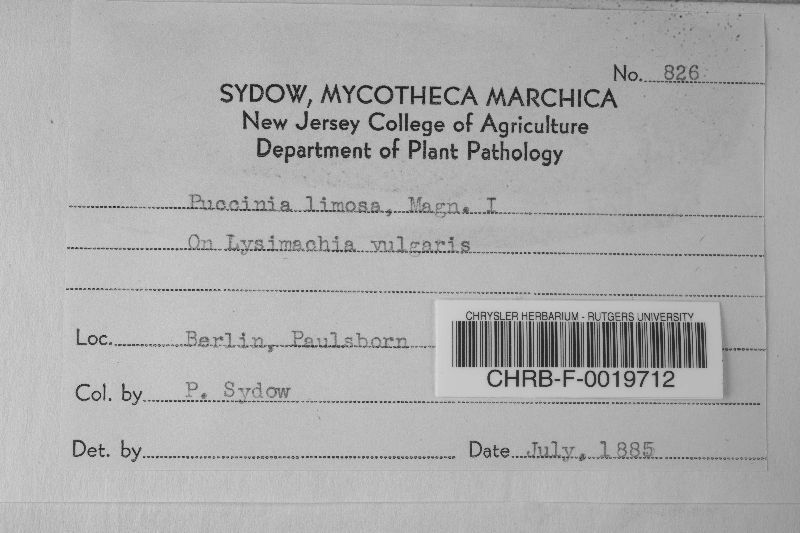 No. 826
SYDOW, MYCOTHECA MARCHICA
New Jersey College of Agriculture
Department of Plant Pathology
Puccinia limosa, Magn. I
On Lysimachia vulgaris
Loc. Berlin, Paulsborn
CHRYSLER HERBARIUM - RUTGERS UNIVERSITY
CHRB-F-0019712
Col. by P. Sydow
Det. by Date July, 1885